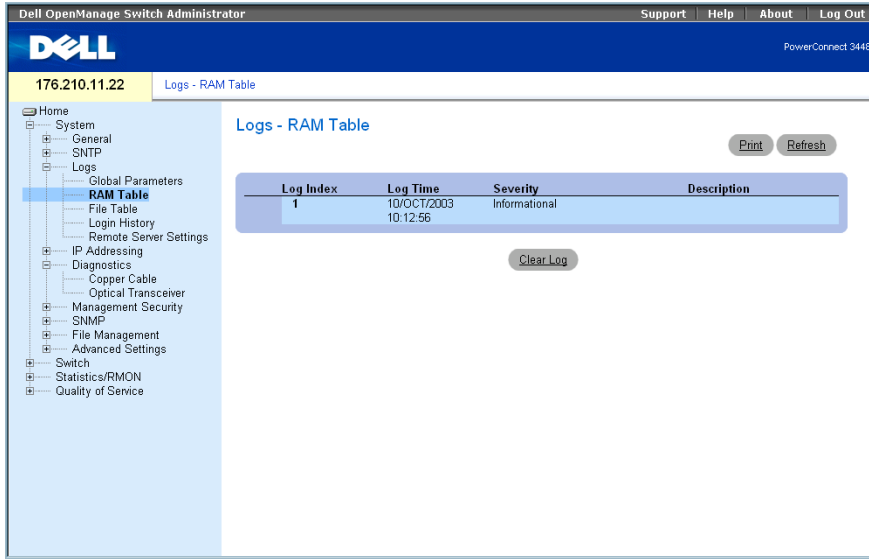 Dell OpenManage Switch Administrator
Support Help About Log Out
DELL
PowerConnect 3448
176.210.11.22
Logs - RAM Table
Home
System
General
SNTP
Logs
Global Parameters
RAM Table
File Table
Login History
Remote Server Settings
IP Addressing
Diagnostics
Copper Cable
Optical Transceiver
Management Security
SNMP
File Management
Advanced Settings
Switch
Statistics/RMON
Quality of Service
Logs - RAM Table
Print Refresh
Log Index Log Time Severity Description
1 10/OCT/2003 Informational
10:12:56
Clear Log